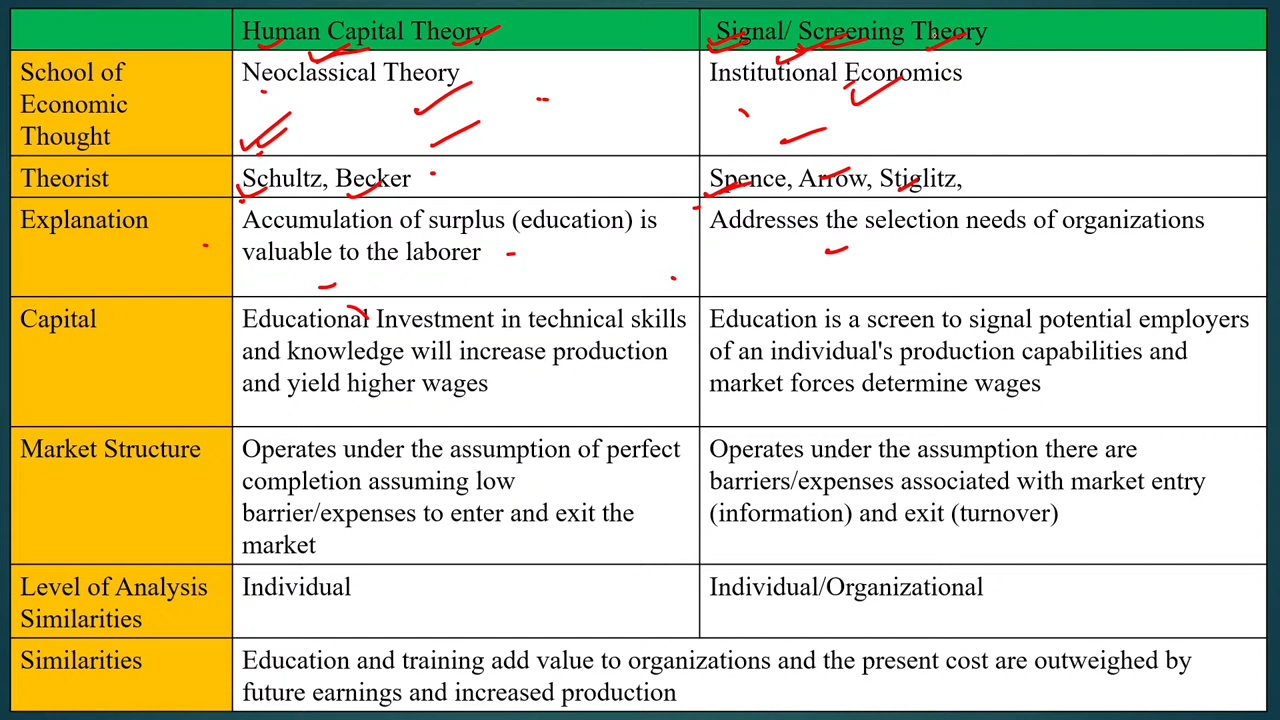 Human Capital Theory
Signal/ Screening Theory
School of
Economic
Thought
Neoclassical Theory
Institutional Economics
Theorist
Schultz, Becker
Spence, Arrow, Stiglitz,
Explanation
Accumulation of surplus (education) is
valuable to the laborer
Addresses the selection needs of organizations
Capital
Educational Investment in technical skills
and knowledge will increase production
and yield higher wages
Education is a screen to signal potential employers
of an individual's production capabilities and
market forces determine wages
Market Structure
Operates under the assumption of perfect
completion assuming low
barrier/expenses to enter and exit the
market
Operates under the assumption there are
barriers/expenses associated with market entry
(information) and exit (turnover)
Level of Analysis
Similarities
Individual
Individual/Organizational
Similarities
Education and training add value to organizations and the present cost are outweighed by
future earnings and increased production